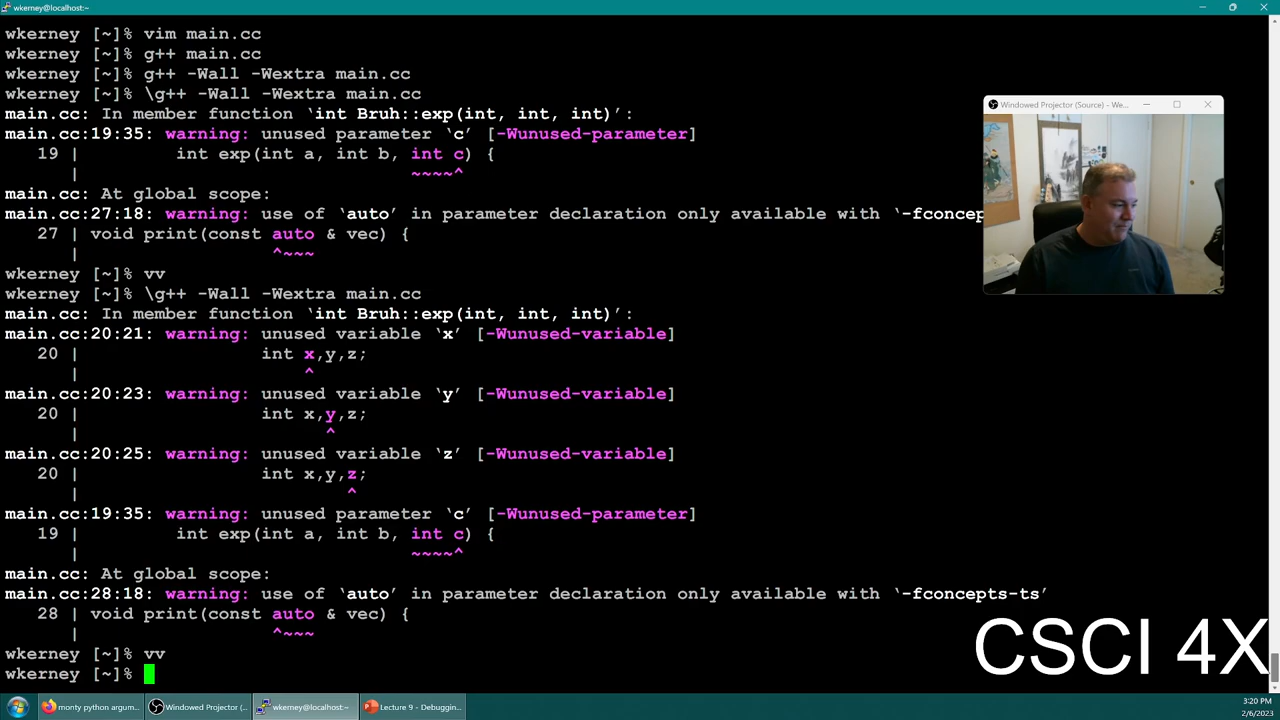 wkerney@localhost:~
wkerney [~]% vim main.cc
wkerney [~]% g++ main.cc
wkerney [~]% g++ -Wall -Wextra main.cc
wkerney [~]% \g++ -Wall -Wextra main.cc
main.cc: In member function ‘int Bruh::exp(int, int, int)’:
main.cc:19:35: warning: unused parameter ‘c’ [-Wunused-parameter]
19 | int exp(int a, int b, int c) {
| ~~~~^
main.cc: At global scope:
main.cc:27:18: warning: use of ‘auto’ in parameter declaration only available with ‘-fconcep
27 | void print(const auto & vec) {
| ^~~~
wkerney [~]% vv
wkerney [~]% \g++ -Wall -Wextra main.cc
main.cc: In member function ‘int Bruh::exp(int, int, int)’:
main.cc:20:21: warning: unused variable ‘x’ [-Wunused-variable]
20 | int x,y,z;
| ^
main.cc:20:23: warning: unused variable ‘y’ [-Wunused-variable]
20 | int x,y,z;
| ^
main.cc:20:25: warning: unused variable ‘z’ [-Wunused-variable]
20 | int x,y,z;
| ^
main.cc:19:35: warning: unused parameter ‘c’ [-Wunused-parameter]
19 | int exp(int a, int b, int c) {
| ~~~~^
main.cc: At global scope:
main.cc:28:18: warning: use of ‘auto’ in parameter declaration only available with ‘-fconcepts-ts’
28 | void print(const auto & vec) {
| ^~~~
wkerney [~]% vv
wkerney [~]%
Windowed Projector (Source) - We...
CSCI 4X
monty python argum...
Windowed Projector (...
wkerney@localhost:~
Lecture 9 - Debuggin...
3:20 PM
2/6/2023